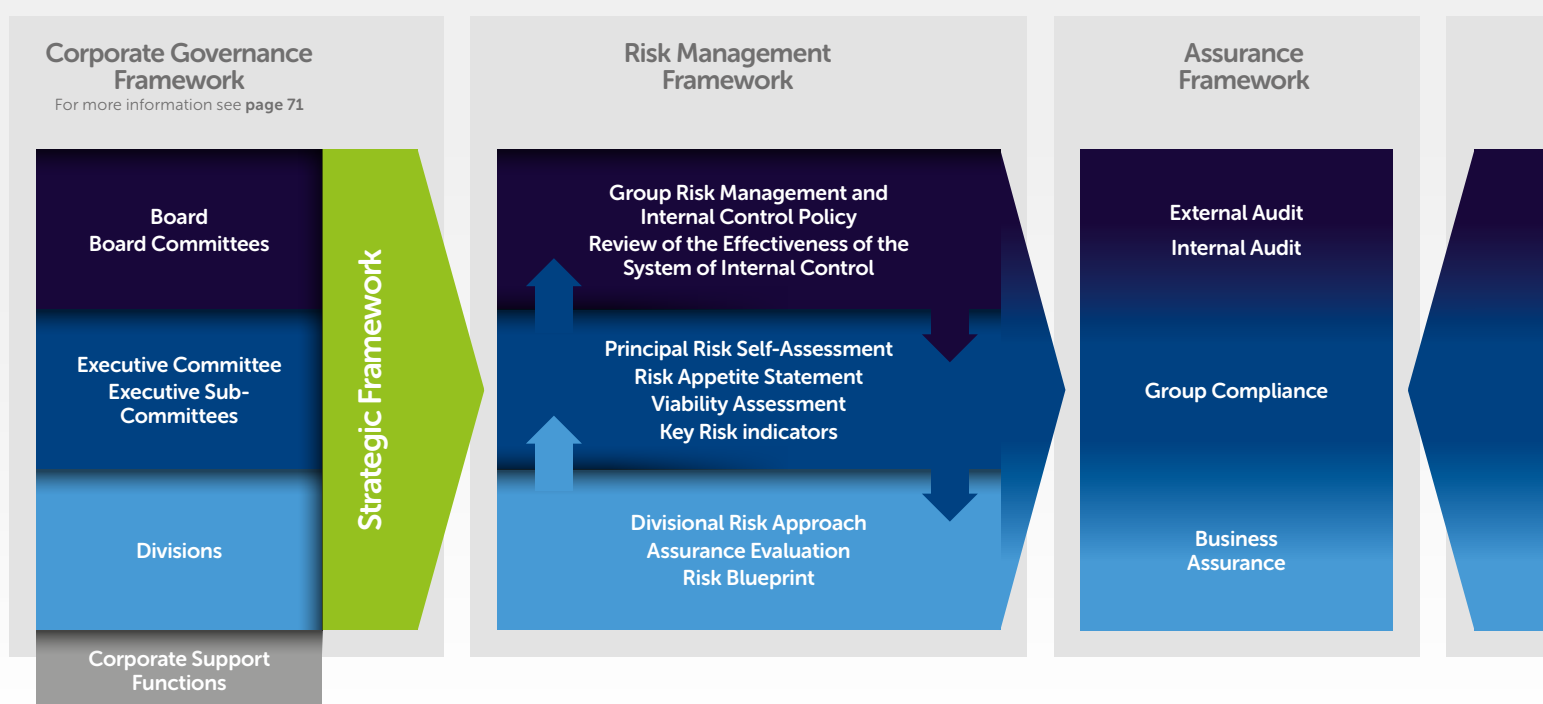 Corporate Governance
Framework
For more information see page 71
Board
Board Committees
Executive Committee
Executive Sub-
Committees
Divisions
Corporate Support
Functions
Strategic Framework
Risk Management
Framework
Group Risk Management and
Internal Control Policy
Review of the Effectiveness of the
System of Internal Control
Principal Risk Self-Assessment
Risk Appetite Statement
Viability Assessment
Key Risk indicators
Divisional Risk Approach
Assurance Evaluation
Risk Blueprint
Assurance
Framework
External Audit
Internal Audit
Group Compliance
Business
Assurance